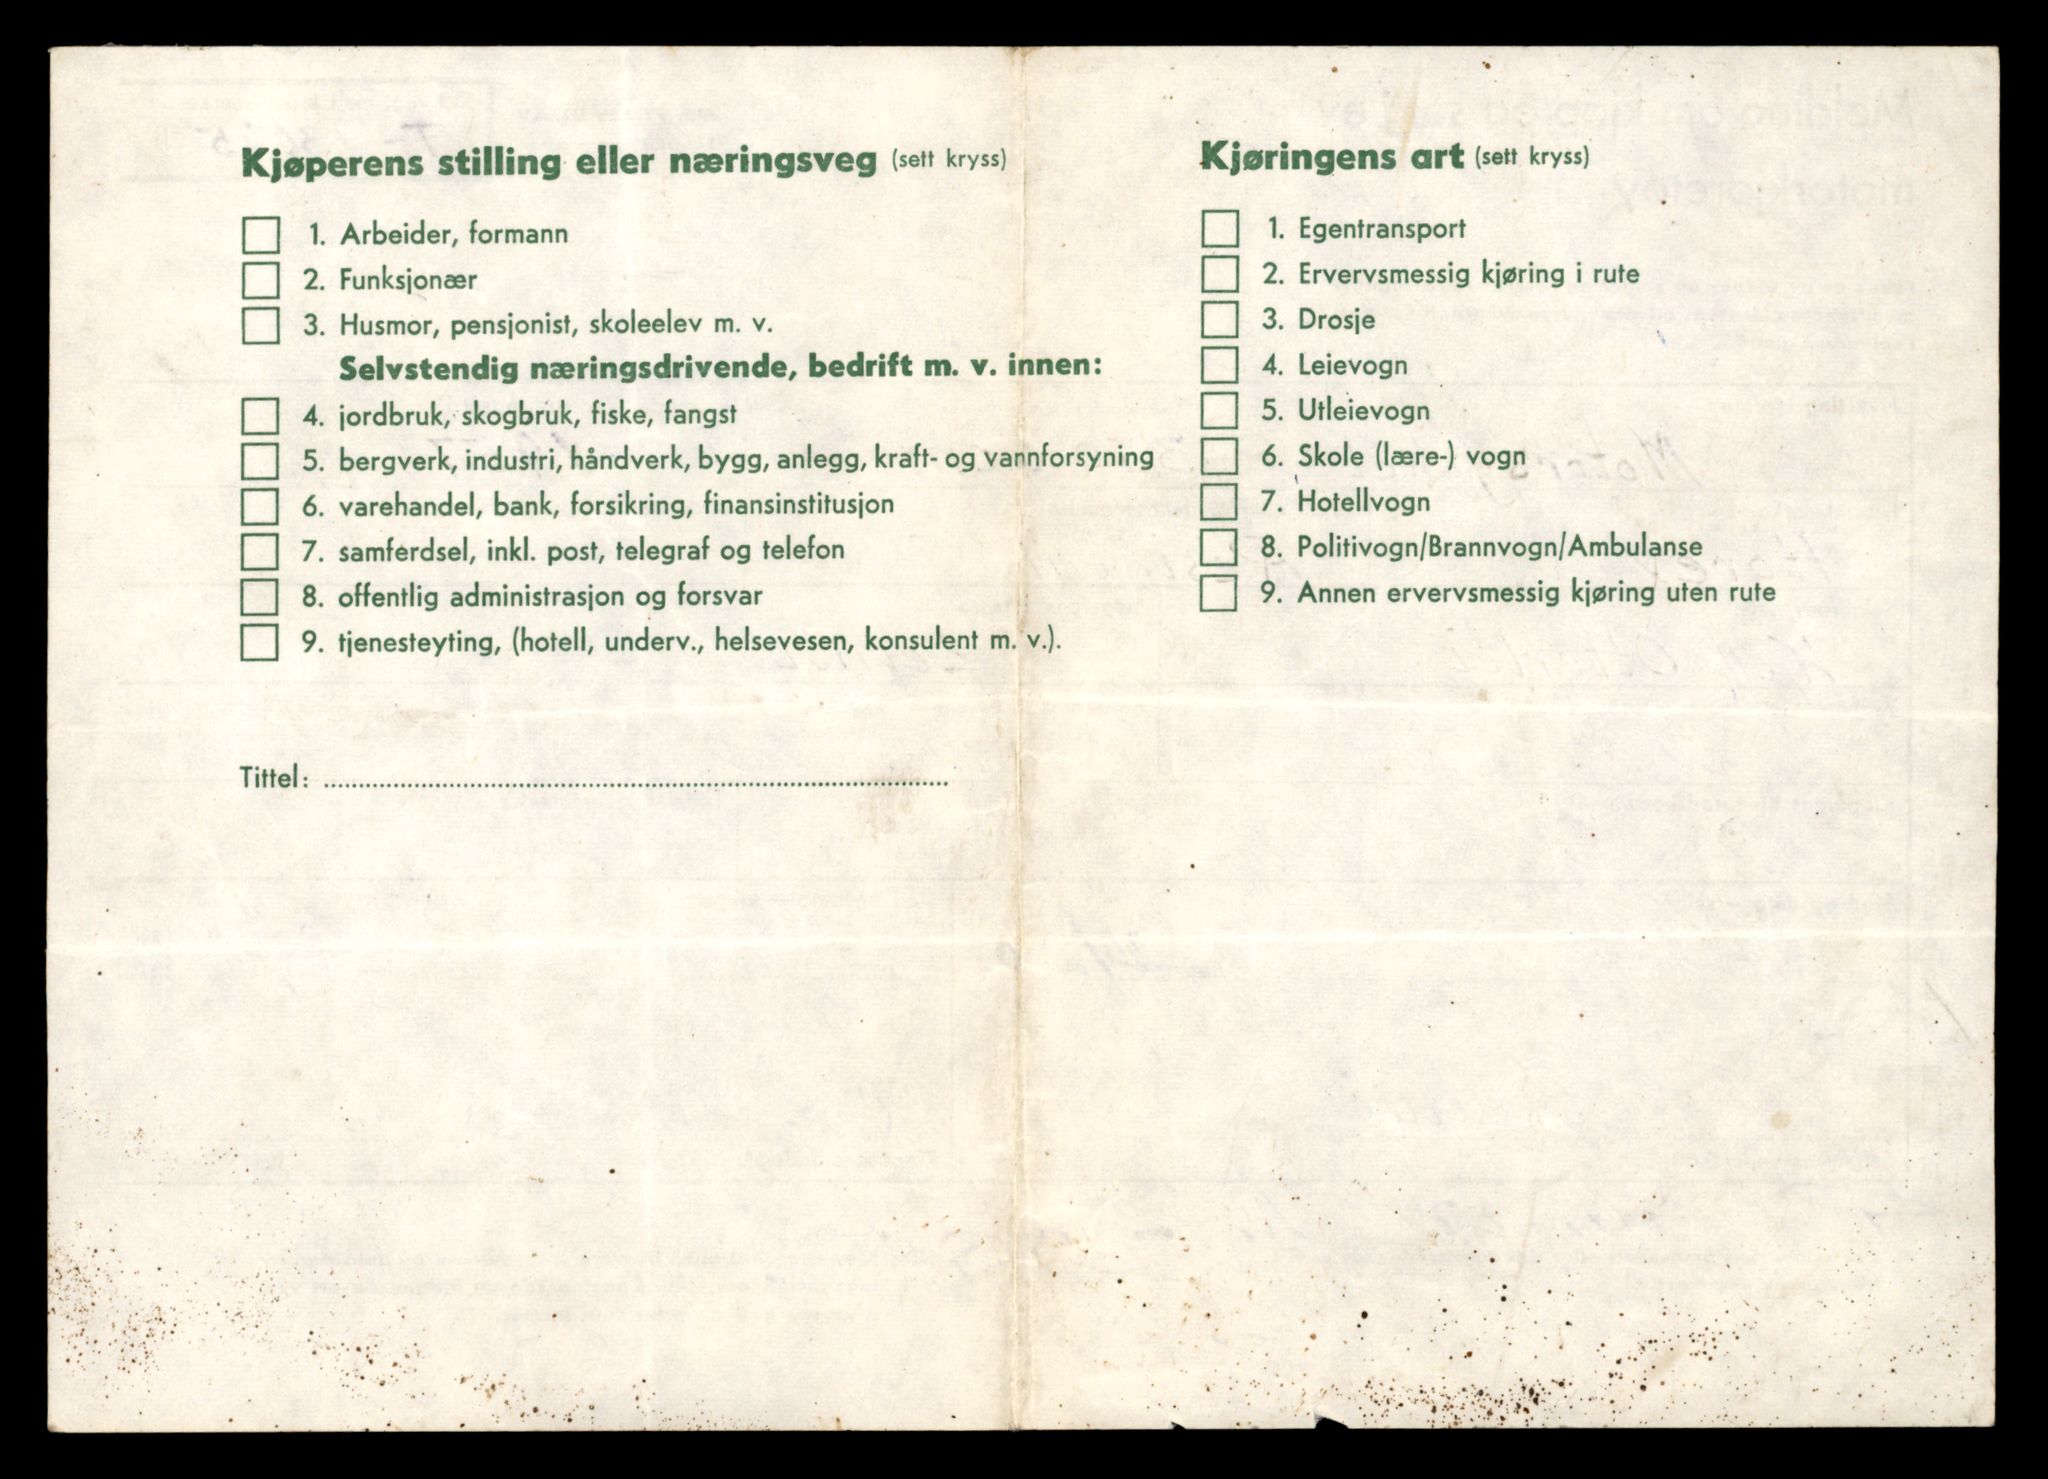 Kjøperens stilling eller næringsveg (sett kryss)
1. Arbeider, formann
2. Funksjonær
3. Husmor, pensjonist, skoleelev m. v.
Selvstendig næringsdrivende, bedrift m. v. innen:
4. jordbruk, skogbruk, fiske, fangst
5. bergverk, industri, håndverk, bygg, anlegg, kraft- og vannforsyning
6. varehandel, bank, forsikring, finansinstitusjon
7. samferdsel, inkl. post, telegraf og telefon
8. offentlig administrasjon og forsvar
9. tjenesteyting, (hotell, underv., helsevesen, konsulent m. v.).
Tittel:
Kjøringens art (sett kryss)
1. Egentransport
2. Ervervsmessig kjøring i rute
3. Drosje
4. Leievogn
5. Utleievogn
6. Skole (lære-) vogn
7. Hotellvogn
8. Politivogn/Brannvogn/Ambulanse
9. Annen ervervsmessig kjøring uten rute